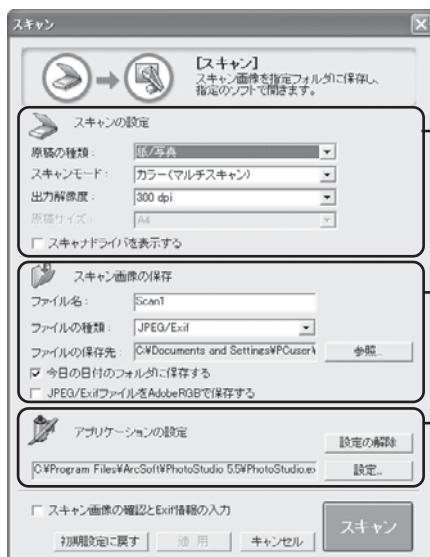 スキャン
[スキャン]
スキャン画像を指定フォルダに保存し、
指定のソフトで開きます。
スキャンの設定
原稿の種類: 紙/写真
スキャンモード: カラー(マルチスキャン)
出力解像度: 300 dpi
原稿サイズ: A4
スキャナドライバを表示する
スキャン画像の保存
ファイル名: Scan1
ファイルの種類: JPEG/Exif
ファイルの保存先: C:¥Documents and Settings¥PCuser¥ 参照...
今日の日付のフォルダに保存する
JPEG/ExifファイルをAdobeRGBで保存する
アプリケーションの設定
設定の解除
C:¥Program Files¥ArcSoft¥PhotoStudio 5.5¥PhotoStudio.ex 設定...
スキャン画像の確認とExif情報の入力
初期設定に戻す 適用 キャンセル スキャン